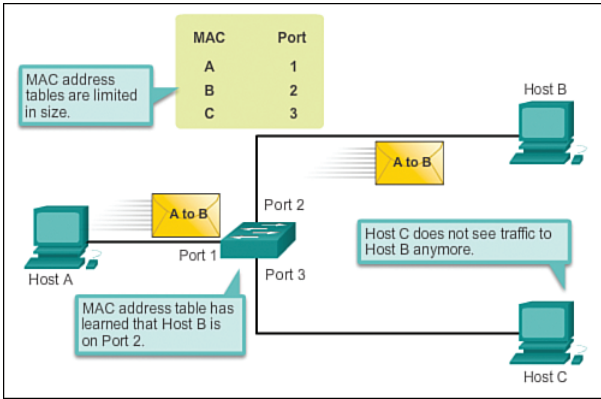 MAC Port
A 1
B 2
C 3
MAC address
tables are limited
in size.
Host B
A to B
A to B
Port 2
Port 1
Host A
Port 3
Host C does not see traffic to
Host B anymore.
MAC address table has
learned that Host B is
on Port 2.
Host C